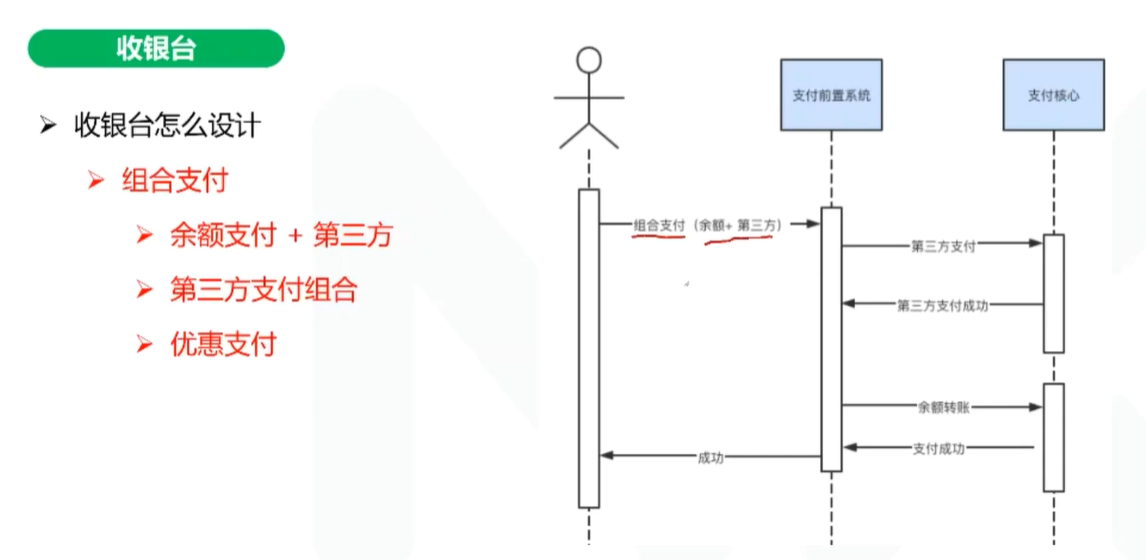 收银台
收银台怎么设计
组合支付
余额支付 + 第三方
第三方支付组合
优惠支付
支付前置系统
支付核心
组合支付（余额+ 第三方）
第三方支付
第三方支付成功
余额转账
支付成功
成功